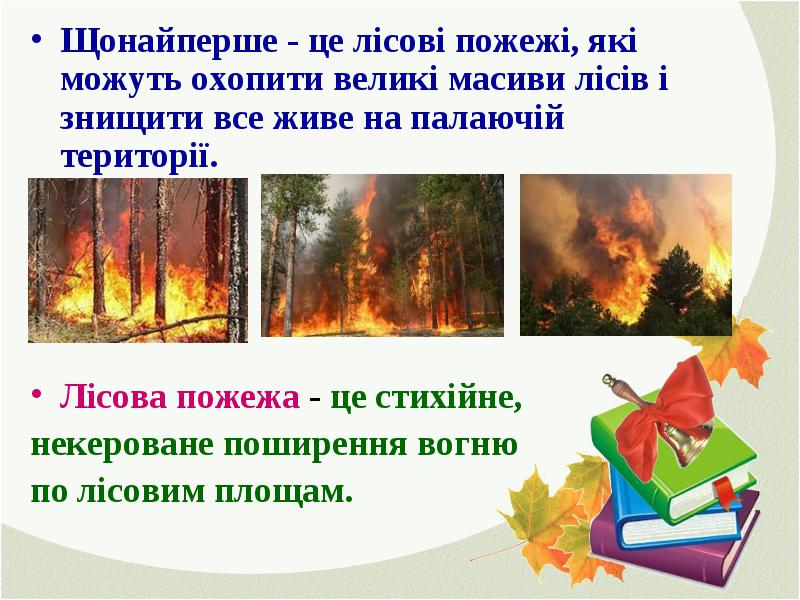 • Щонайперше - це лісові пожежі, які
можуть охопити великі масиви лісів і
знищити все живе на палаючій
території.
• Лісова пожежа - це стихійне,
некероване поширення вогню
по лісовим площам.